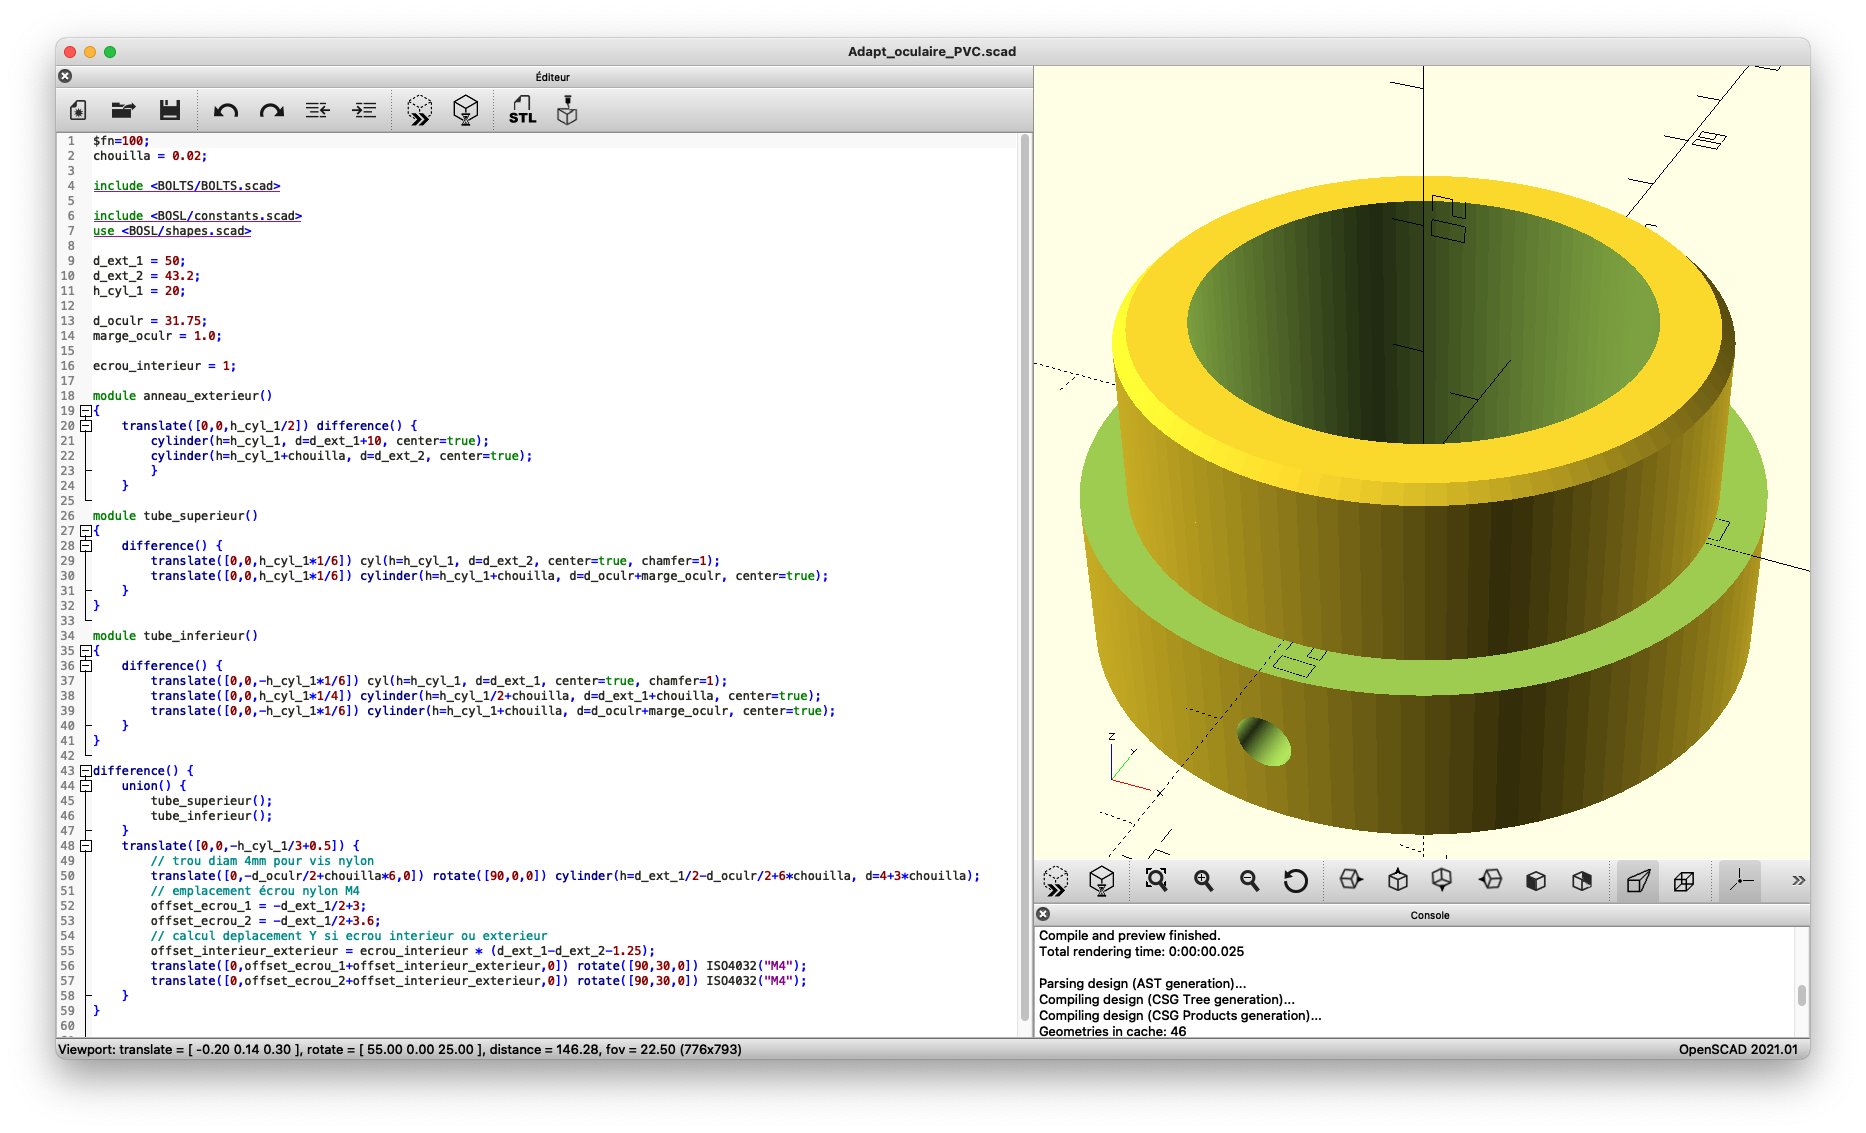 Adapt_oculaire_PVC.scad
Éditeur
STL
1 $fn=100;
2 chouilla = 0.02;
3
4 include <BOLTS/BOLTS.scad>
5
6 include <BOSL/constants.scad>
7 use <BOSL/shapes.scad>
8
9 d_ext_1 = 50;
10 d_ext_2 = 43.2;
11 h_cyl_1 = 20;
12
13 d_oculr = 31.75;
14 marge_oculr = 1.0;
15
16 ecrou_interieur = 1;
17
18 module anneau_exterieur()
19 {
20 translate([0,0,h_cyl_1/2]) difference() {
21 cylinder(h=h_cyl_1, d=d_ext_1+10, center=true);
22 cylinder(h=h_cyl_1+chouilla, d=d_ext_2, center=true);
23 }
24 }
25
26 module tube_superieur()
27 {
28 difference() {
29 translate([0,0,h_cyl_1*1/6]) cyl(h=h_cyl_1, d=d_ext_2, center=true, chamfer=1);
30 translate([0,0,h_cyl_1*1/6]) cylinder(h=h_cyl_1+chouilla, d=d_oculr+marge_oculr, center=true);
31 }
32 }
33
34 module tube_inferieur()
35 {
36 difference() {
37 translate([0,0,-h_cyl_1*1/6]) cyl(h=h_cyl_1, d=d_ext_1, center=true, chamfer=1);
38 translate([0,0,h_cyl_1*1/4]) cylinder(h=h_cyl_1/2+chouilla, d=d_ext_1+chouilla, center=true);
39 translate([0,0,-h_cyl_1*1/6]) cylinder(h=h_cyl_1+chouilla, d=d_oculr+marge_oculr, center=true);
40 }
41 }
42
43 difference() {
44 union() {
45 tube_superieur();
46 tube_inferieur();
47 }
48 translate([0,0,-h_cyl_1/3+0.5]) {
49 // trou diam 4mm pour vis nylon
50 translate([0,-d_oculr/2+chouilla*6,0]) rotate([90,0,0]) cylinder(h=d_ext_1/2-d_oculr/2+6*chouilla, d=4+3*chouilla);
51 // emplacement écrou nylon M4
52 offset_ecrou_1 = -d_ext_1/2+3;
53 offset_ecrou_2 = -d_ext_1/2+3.6;
54 // calcul deplacement Y si ecrou interieur ou exterieur
55 offset_interieur_exterieur = ecrou_interieur * (d_ext_1-d_ext_2-1.25);
56 translate([0,offset_ecrou_1+offset_interieur_exterieur,0]) rotate([90,30,0]) ISO4032("M4");
57 translate([0,offset_ecrou_2+offset_interieur_exterieur,0]) rotate([90,30,0]) ISO4032("M4");
58 }
59 }
60
z
y
x
Console
Compile and preview finished.
Total rendering time: 0:00:00.025
Parsing design (AST generation)...
Compiling design (CSG Tree generation)...
Compiling design (CSG Products generation)...
Geometries in cache: 46
Viewport: translate = [ -0.20 0.14 0.30 ], rotate = [ 55.00 0.00 25.00 ], distance = 146.28, fov = 22.50 (776x793)
OpenSCAD 2021.01